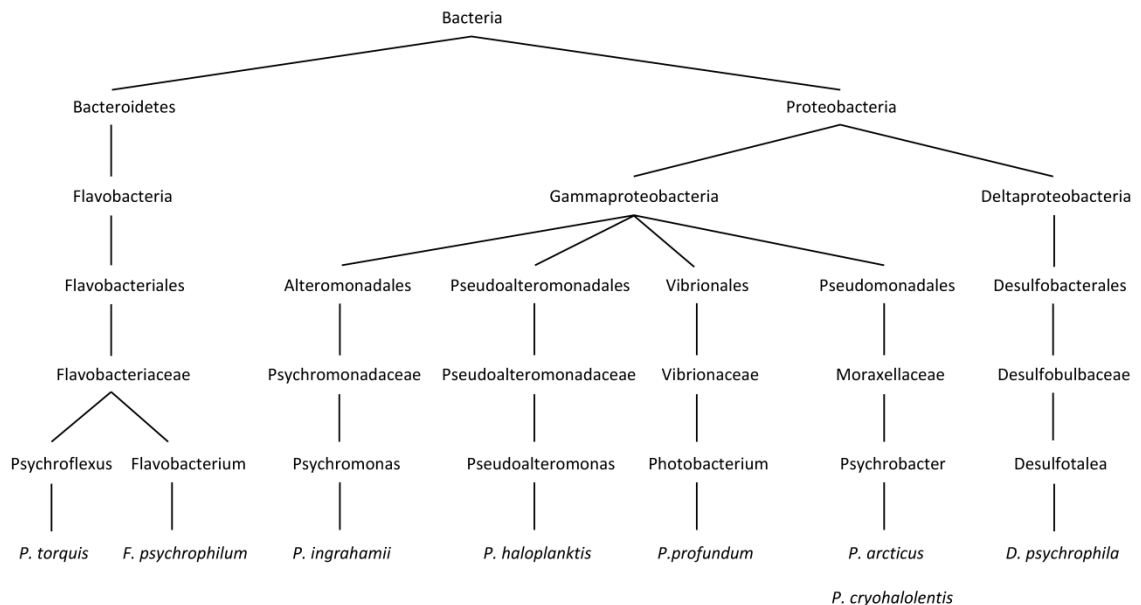 Bacteria
Bacteroidetes Proteobacteria
Flavobacteria Gammaproteobacteria Deltaproteobacteria
Flavobacteriales Alteromonadales Pseudoalteromonadales Vibrionales Pseudomonadales Desulfobacterales
Flavobacteriaceae Psychromonadaceae Pseudoalteromonadaceae Vibrionaceae Moraxellaceae Desulfobulbaceae
Psychroflexus Flavobacterium Psychromonas Pseudoalteromonas Photobacterium Psychrobacter Desulfotalea
P. torquis F. psychrophilum P. ingrahamii P. haloplanktis P.profundum P. arcticus D. psychrophila
P. cryohalolentis